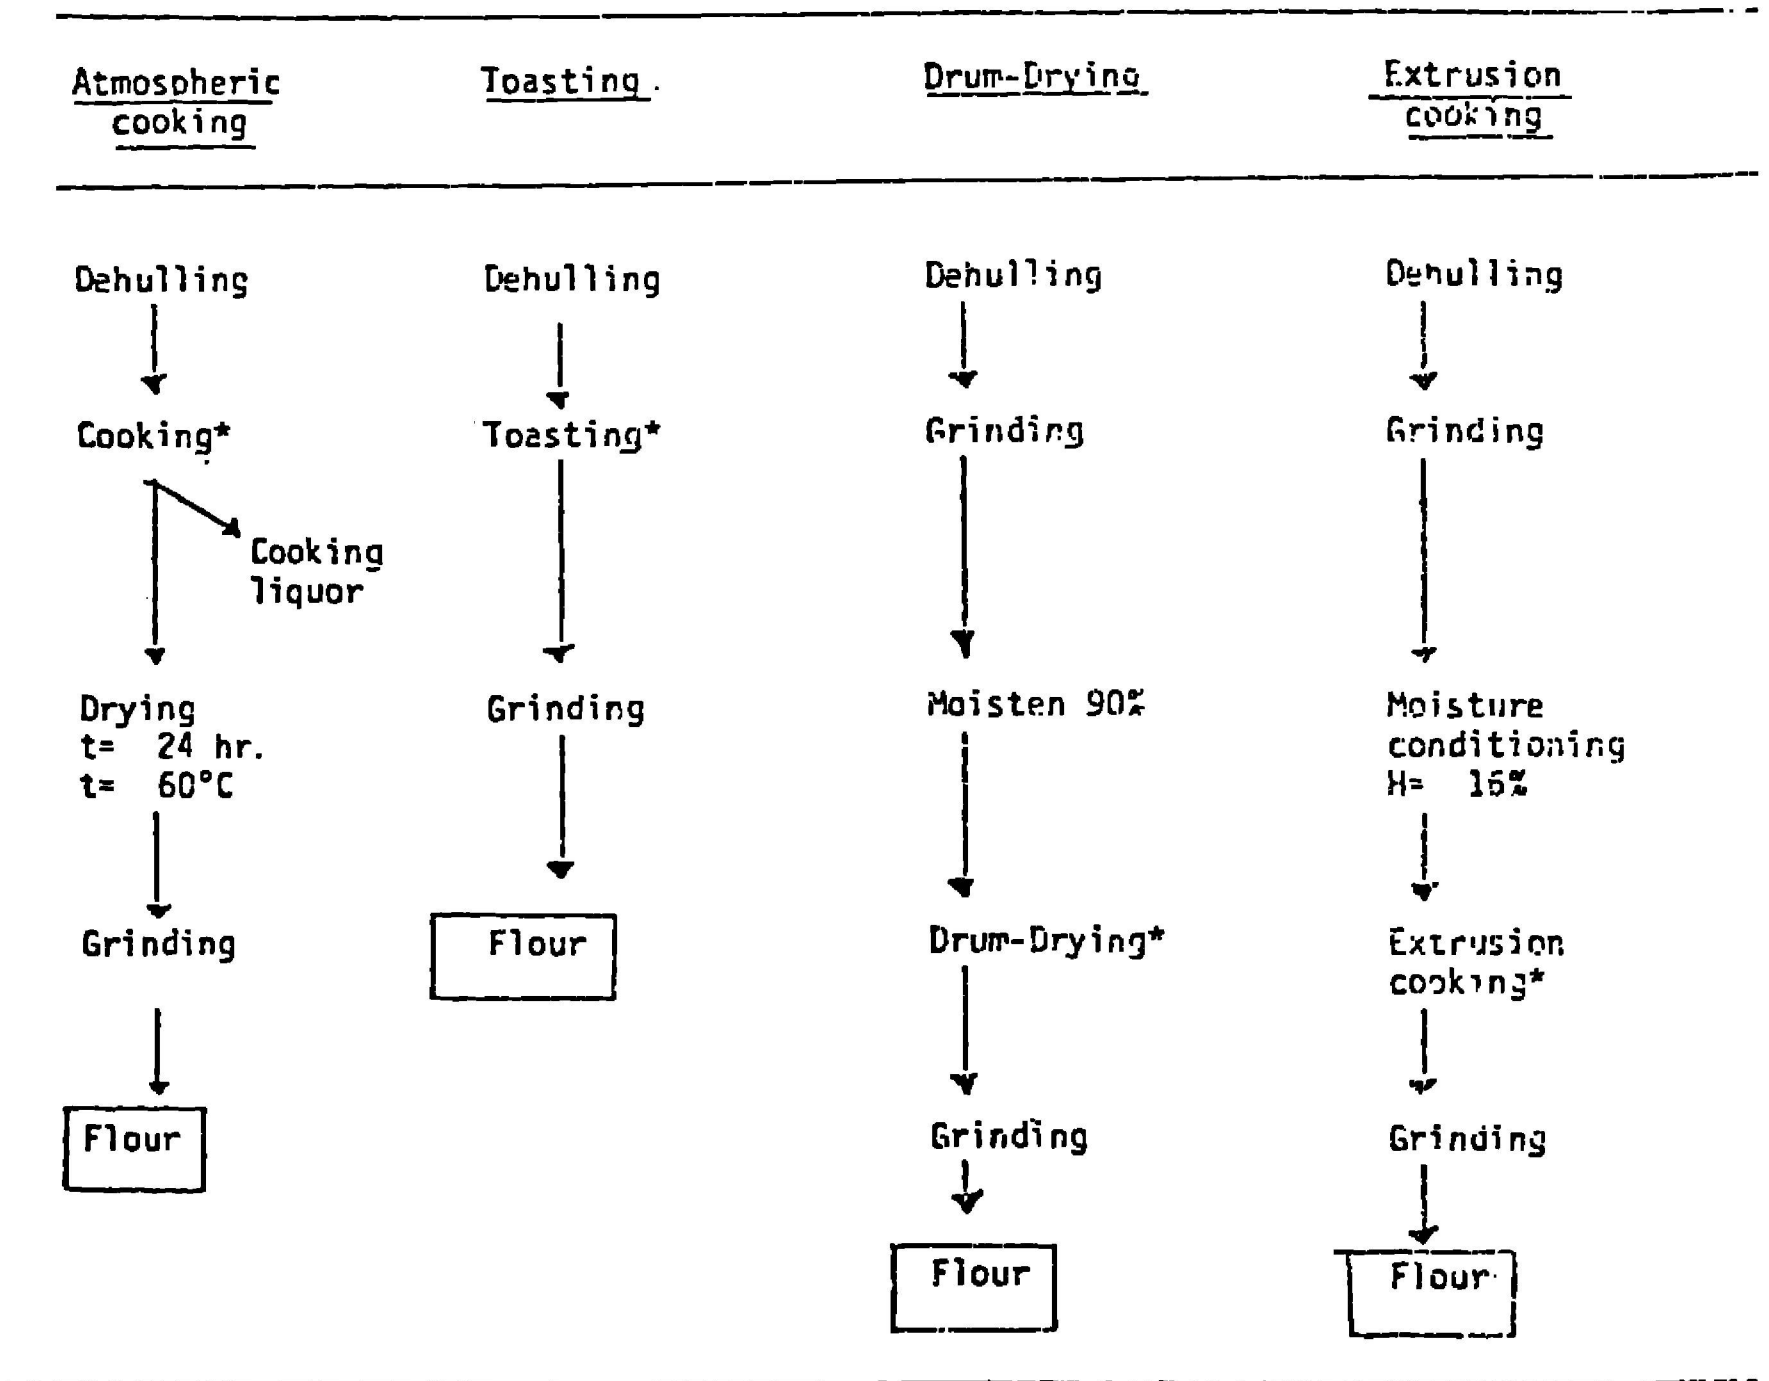 Atmospheric
cooking
Toasting
Drum-Drying
Extrusion
cooking
Dehulling
Cooking*
Cooking
liquor
Drying
t= 24 hr.
t= 60°C
Grinding
Flour
Dehulling
Toasting*
Grinding
Flour
Dehulling
Grinding
Moisten 90%
Drum-Drying*
Grinding
Flour
Dehulling
Grinding
Moisture
conditioning
H= 16%
Extrusion
cooking*
Grinding
Flour